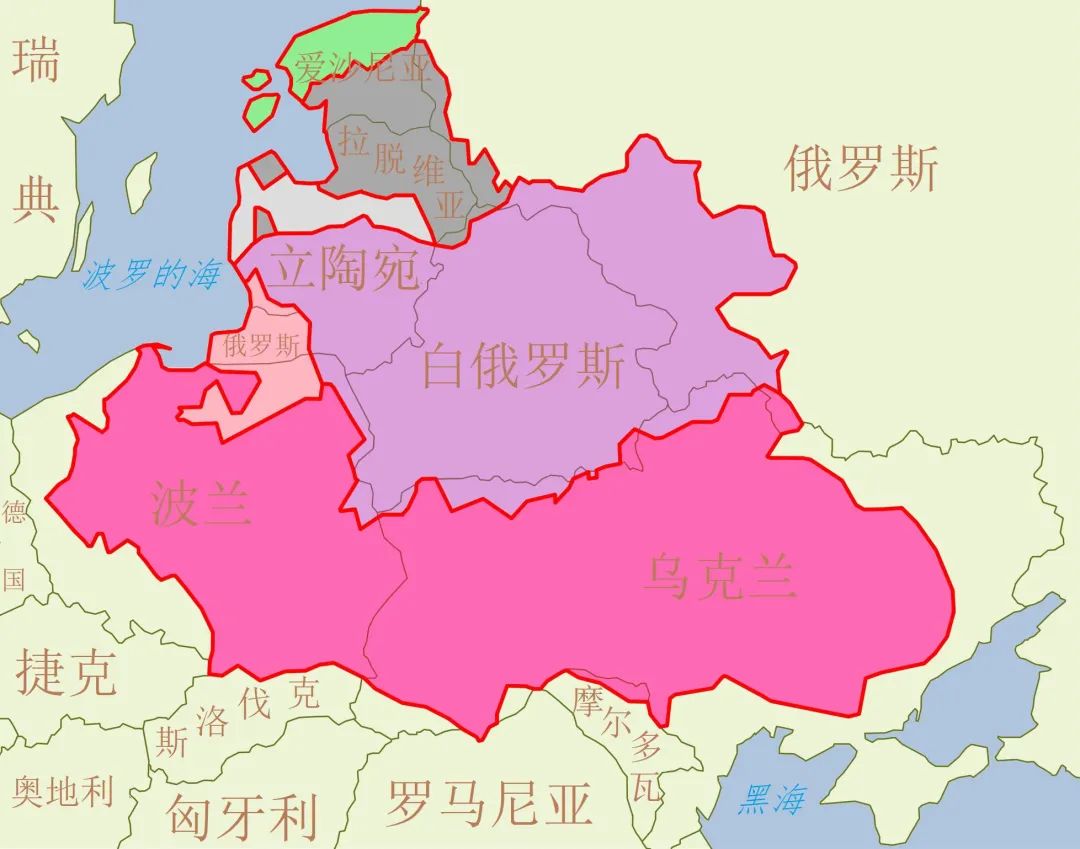 瑞典
爱沙尼亚
拉脱维亚
俄罗斯
波罗的海
立陶宛
俄罗斯
白俄罗斯
波兰
德国
乌克兰
捷克
斯洛伐克
摩尔多瓦
奥地利
匈牙利
罗马尼亚
黑海